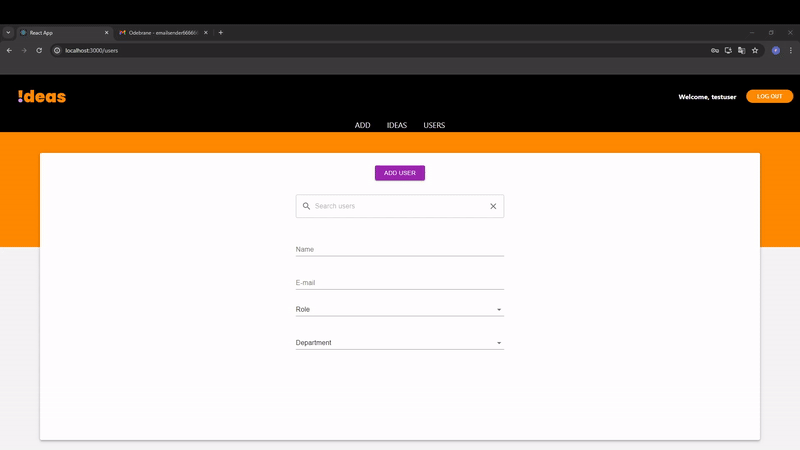 React App
Odebrane - emailsender66669
localhost:3000/users
!deas
Welcome, testuser
LOG OUT
ADD IDEAS USERS
ADD USER
Search users
Name
E-mail
Role
Department